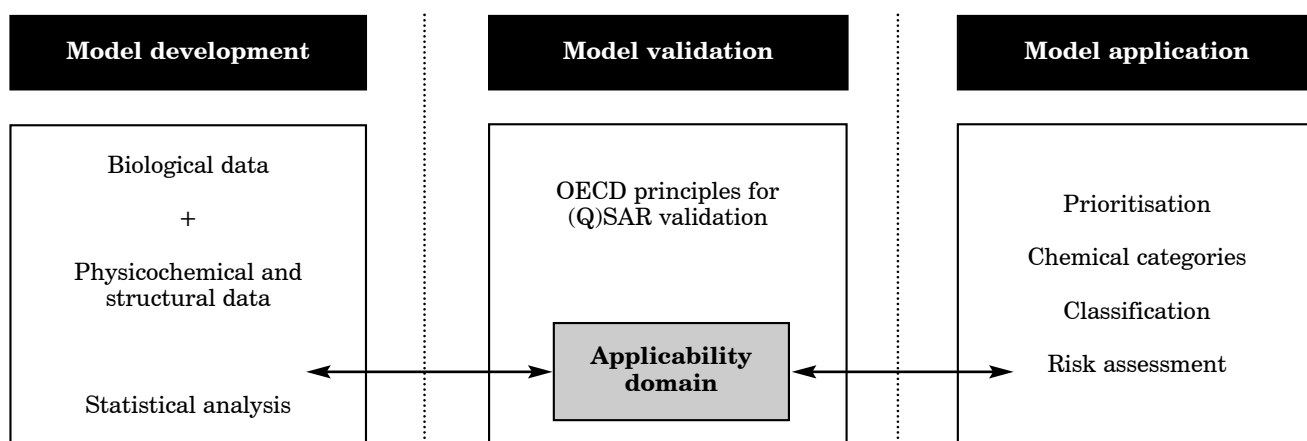 Model development
Model validation
Model application
Biological data
+
Physicochemical and
structural data
Statistical analysis
OECD principles for
(Q)SAR validation
Applicability
domain
Prioritisation
Chemical categories
Classification
Risk assessment